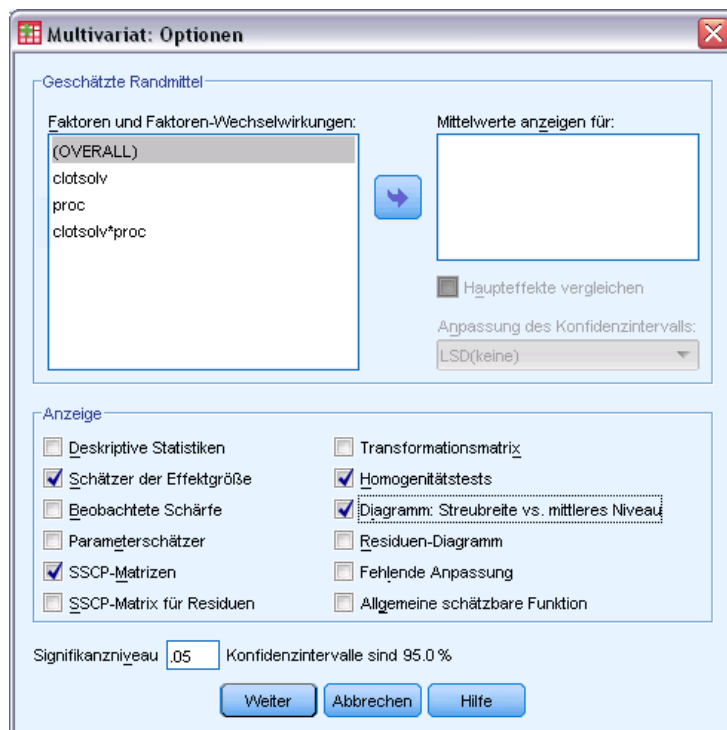 Multivariat: Optionen
Geschätzte Randmittel
Faktoren und Faktoren-Wechselwirkungen:
(OVERALL)
clotsolv
proc
clotsolv*proc
Mittelwerte anzeigen für:
Haupteffekte vergleichen
Anpassung des Konfidenzintervalls:
LSD(keine)
Anzeige
Deskriptive Statistiken
Schätzer der Effektgröße
Beobachtete Schärfe
Parameterschätzer
SSCP-Matrizen
SSCP-Matrix für Residuen
Transformationsmatrix
Homogenitätstests
Diagramm: Streubreite vs. mittleres Niveau
Residuen-Diagramm
Fehlende Anpassung
Allgemeine schätzbare Funktion
Signifikanzniveau .05 Konfidenzintervalle sind 95.0 %
Weiter Abbrechen Hilfe